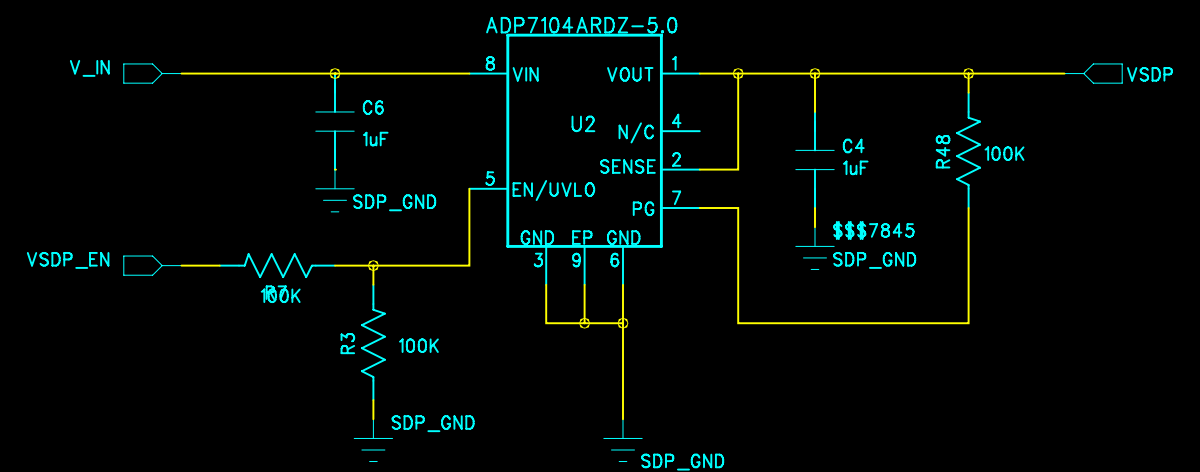 ADP7104ARDZ-5.0
V_IN
8
VIN
VOUT
1
VSDP
C6
1uF
U2
N/C
4
SENSE
2
C4
1uF
R48
100K
SDP_GND
5
EN/UVLO
PG
7
$$$7845
SDP_GND
GND
EP
GND
3
9
6
VSDP_EN
R7
100K
R3
100K
SDP_GND
SDP_GND